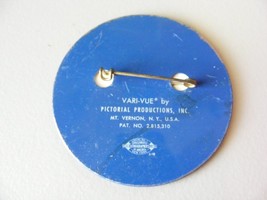 VARI-VUE® by
PICTORIAL PRODUCTIONS, INC.
MT. VERNON, N.Y., U.S.A.
PAT. NO. 2,815,310